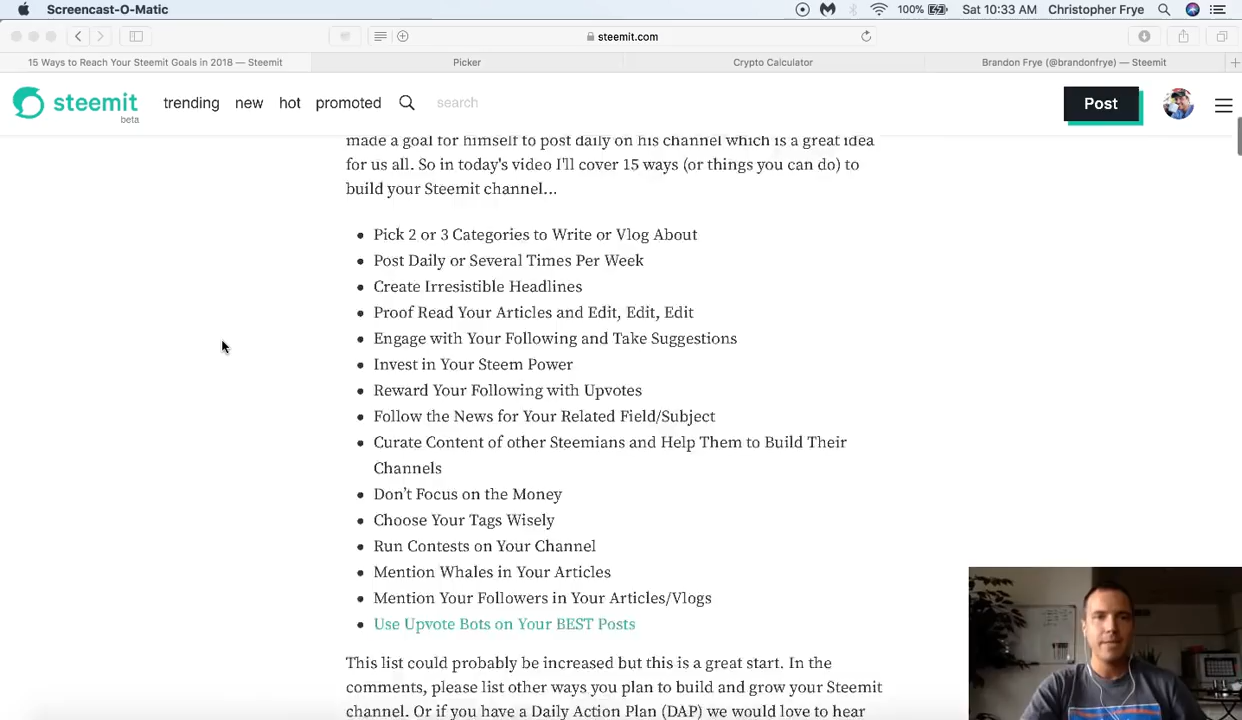 Screencast-O-Matic
100%
Sat 10:33 AM
Christopher Frye
steemit.com
15 Ways to Reach Your Steemit Goals in 2018 — Steemit
Picker
Crypto Calculator
Brandon Frye (@brandonfrye) — Steemit
steemit
beta
trending
new
hot
promoted
search
Post
made a goal for himself to post daily on his channel which is a great idea
for us all. So in today's video I'll cover 15 ways (or things you can do) to
build your Steemit channel...
Pick 2 or 3 Categories to Write or Vlog About
Post Daily or Several Times Per Week
Create Irresistible Headlines
Proof Read Your Articles and Edit, Edit, Edit
Engage with Your Following and Take Suggestions
Invest in Your Steem Power
Reward Your Following with Upvotes
Follow the News for Your Related Field/Subject
Curate Content of other Steemians and Help Them to Build Their
Channels
Don't Focus on the Money
Choose Your Tags Wisely
Run Contests on Your Channel
Mention Whales in Your Articles
Mention Your Followers in Your Articles/Vlogs
Use Upvote Bots on Your BEST Posts
This list could probably be increased but this is a great start. In the
comments, please list other ways you plan to build and grow your Steemit
channel. Or if you have a Daily Action Plan (DAP) we would love to hear